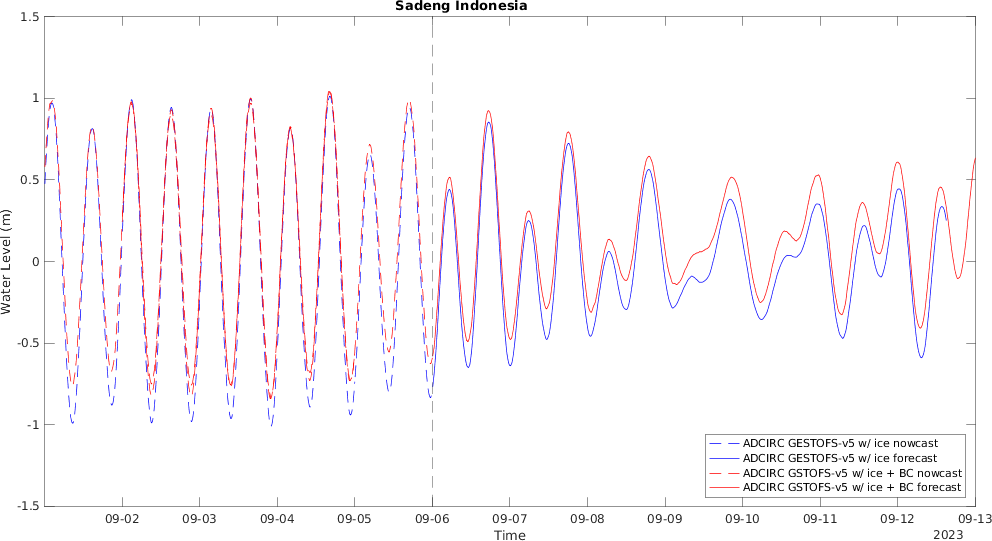 Sadeng Indonesia
1.5
1
0.5
0
-0.5
-1
-1.5
Water Level (m)
ADCIRC GESTOFS-v5 w/ ice nowcast
ADCIRC GESTOFS-v5 w/ ice forecast
ADCIRC GSTOFS-v5 w/ ice + BC nowcast
ADCIRC GSTOFS-v5 w/ ice + BC forecast
09-02 09-03 09-04 09-05 09-06 09-07 09-08 09-09 09-10 09-11 09-12 09-13
Time
2023